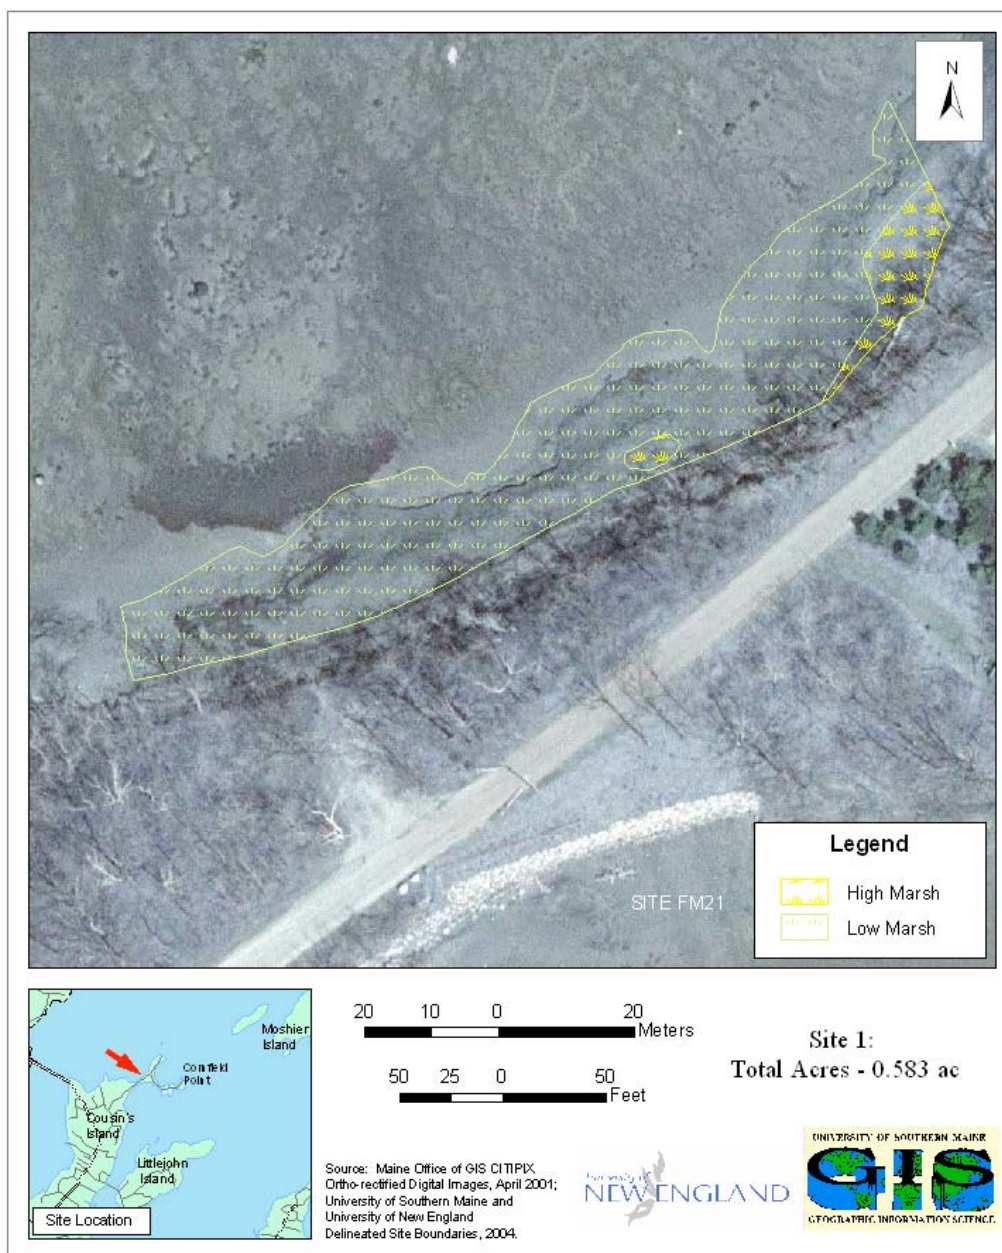 N
SITE FM21
Legend
High Marsh
Low Marsh
Moshier
Island
Cornfield
Point
Cousin's
Island
Littlejohn
Island
Site Location
20 10 0 20
Meters
50 25 0 50
Feet
Site 1:
Total Acres - 0.583 ac
Source: Maine Office of GIS CITIPIX
Ortho-rectified Digital Images, April 2001;
University of Southern Maine and
University of New England
Delineated Site Boundaries, 2004.
University of
NEW ENGLAND
UNIVERSITY OF SOUTHERN MAINE
GIS
GEOGRAPHIC INFORMATION SCIENCE